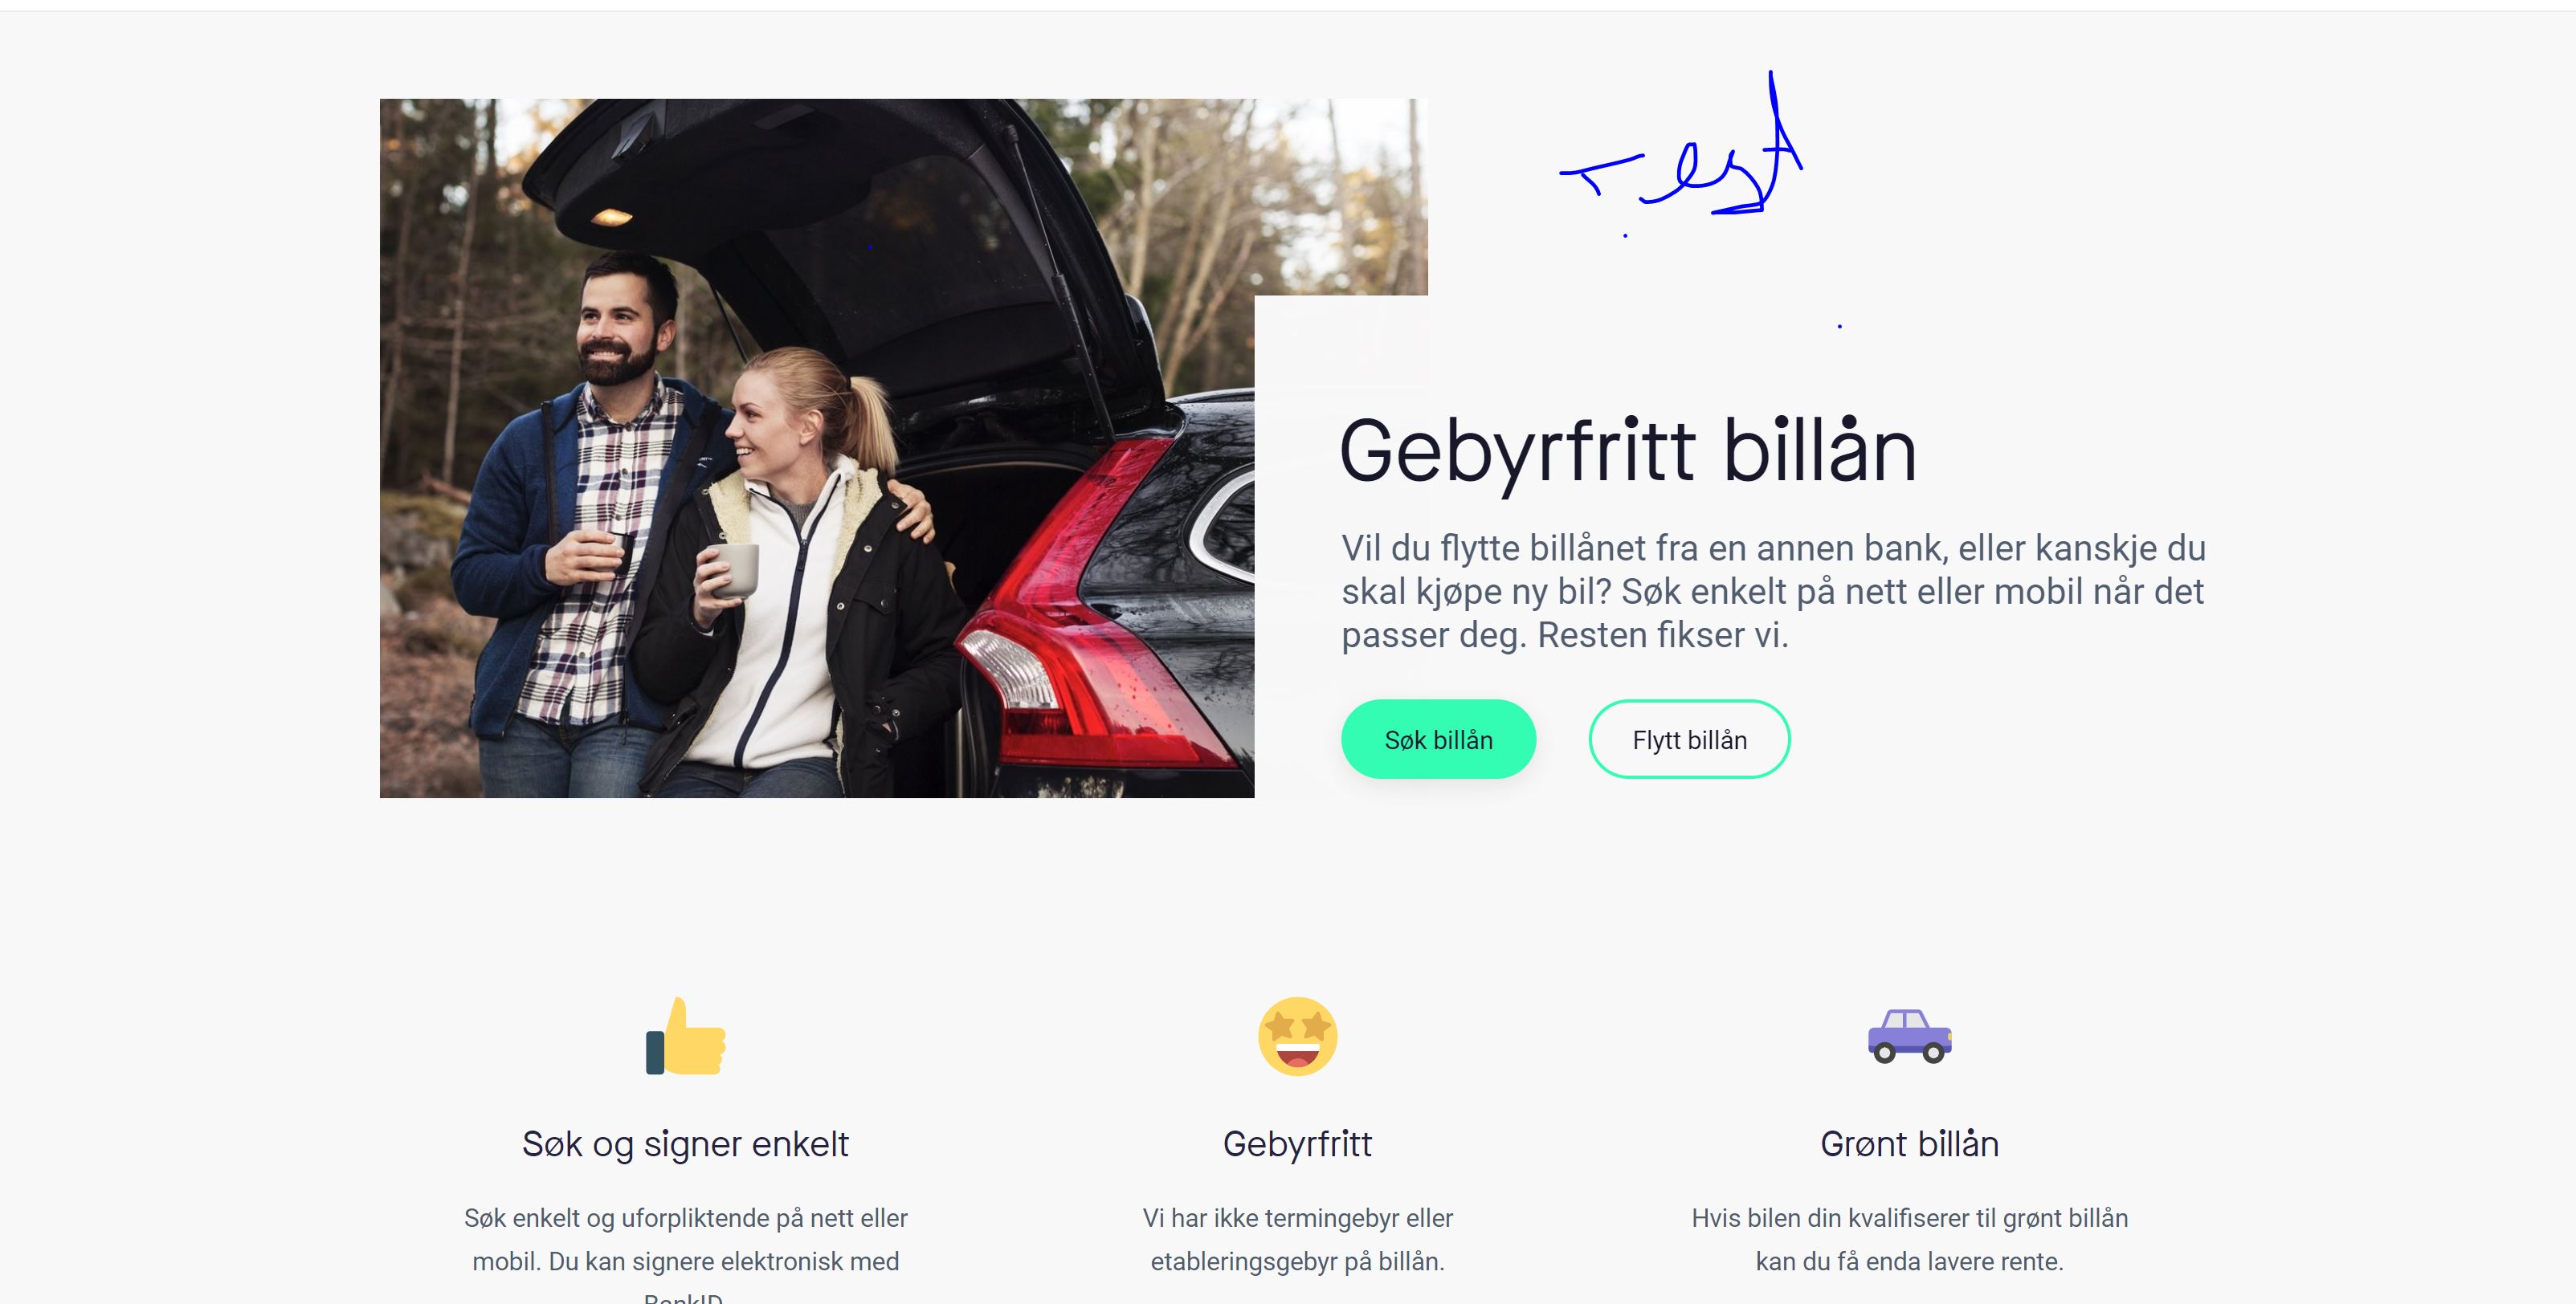 Test
Gebyrfritt billån
Vil du flytte billånet fra en annen bank, eller kanskje du
skal kjøpe ny bil? Søk enkelt på nett eller mobil når det
passer deg. Resten fikser vi.
Søk billån
Flytt billån
Søk og signer enkelt
Søk enkelt og uforpliktende på nett eller
mobil. Du kan signere elektronisk med
BankID
Gebyrfritt
Vi har ikke termingebyr eller
etableringsgebyr på billån.
Grønt billån
Hvis bilen din kvalifiserer til grønt billån
kan du få enda lavere rente.